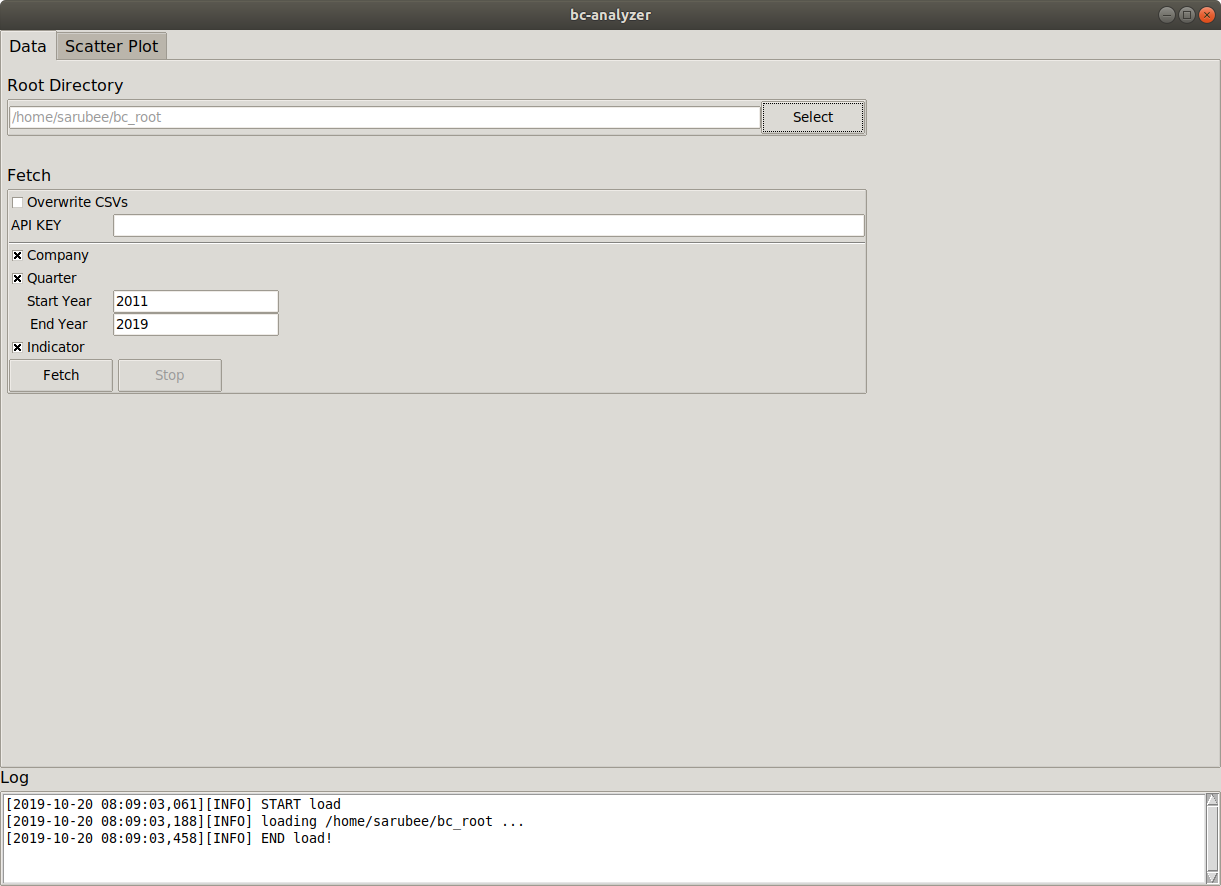 bc-analyzer
Data Scatter Plot
Root Directory
/home/sarubee/bc_root Select
Fetch
Overwrite CSVs
API KEY
Company
Quarter
Start Year 2011
End Year 2019
Indicator
Fetch Stop
Log
[2019-10-20 08:09:03,061][INFO] START load
[2019-10-20 08:09:03,188][INFO] loading /home/sarubee/bc_root ...
[2019-10-20 08:09:03,458][INFO] END load!